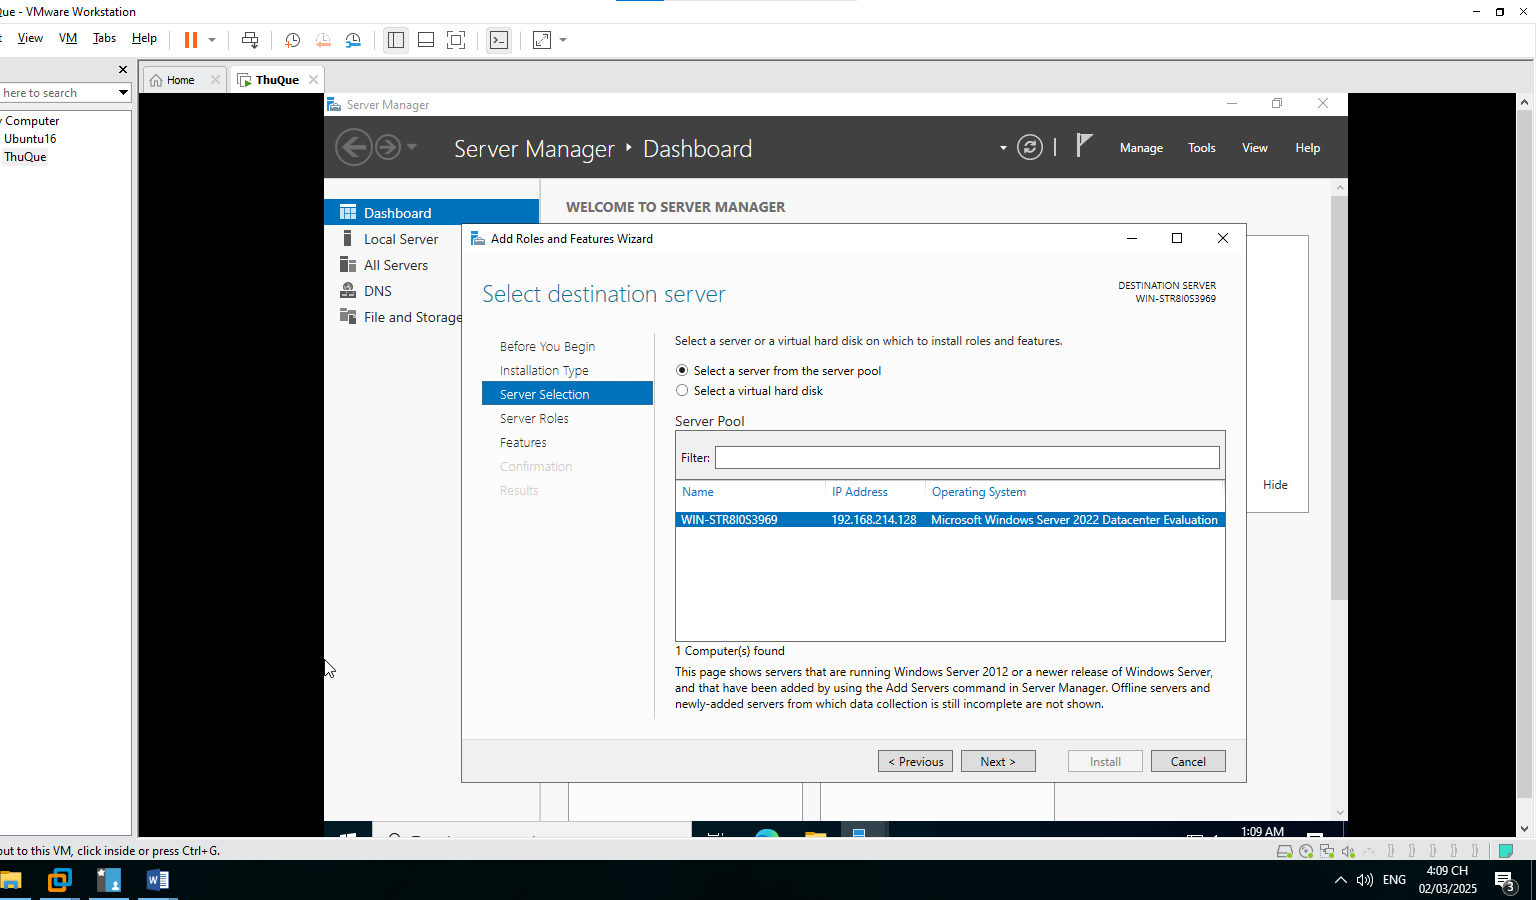 Que - VMware Workstation
View VM Tabs Help
here to search
Home
ThuQue
Computer
Ubuntu16
ThuQue
Server Manager
Server Manager
Dashboard
Manage
Tools
View
Help
Dashboard
Local Server
All Servers
DNS
File and Storage
WELCOME TO SERVER MANAGER
Add Roles and Features Wizard
Select destination server
DESTINATION SERVER
WIN-STR8I0S3969
Before You Begin
Installation Type
Server Selection
Server Roles
Features
Confirmation
Results
Select a server or a virtual hard disk on which to install roles and features.
Select a server from the server pool
Select a virtual hard disk
Server Pool
Filter:
Name IP Address Operating System
WIN-STR8I0S3969 192.168.214.128 Microsoft Windows Server 2022 Datacenter Evaluation
1 Computer(s) found
This page shows servers that are running Windows Server 2012 or a newer release of Windows Server,
and that have been added by using the Add Servers command in Server Manager. Offline servers and
newly-added servers from which data collection is still incomplete are not shown.
Hide
< Previous
Next >
Install
Cancel
1:09 AM
to this VM, click inside or press Ctrl+G.
ENG
4:09 CH
02/03/2025
3